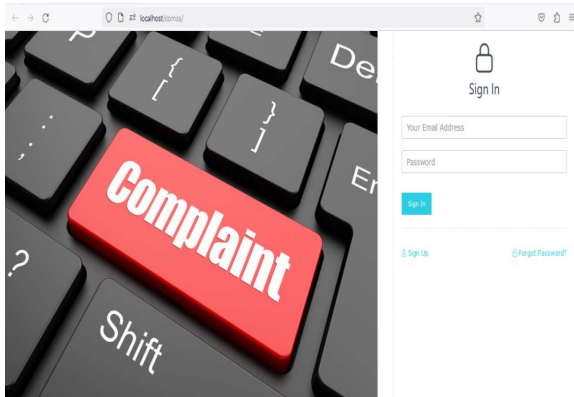 localhost/comss/
P
{
[
}
]
Del
:
;
En
Complaint
?
Shift
Sign In
Your Email Address
Password
Sign In
Sign Up
Forgot Password?